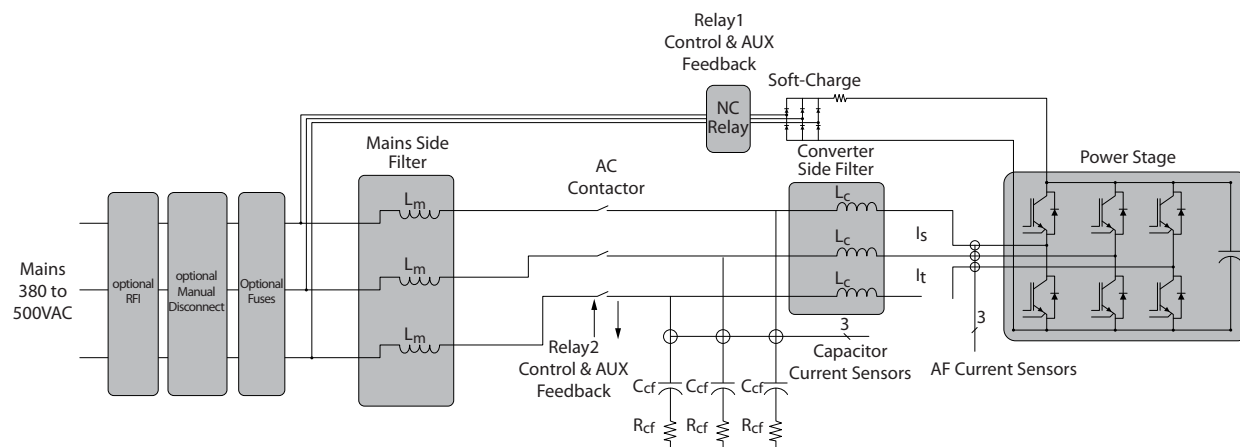 Relay1
Control & AUX
Feedback
Soft-Charge
NC
Relay
Mains Side
Filter
AC
Contactor
Converter
Side Filter
Power Stage
Lm
Lc
Is
Lm
Lc
Mains
380 to
500VAC
optional
RFI
optional
Manual
Disconnect
Optional
Fuses
It
Lc
Lm
3
3
Relay2
Control & AUX
Feedback
Capacitor
Current Sensors
AF Current Sensors
Ccf
Ccf
Ccf
Rcf
Rcf
Rcf